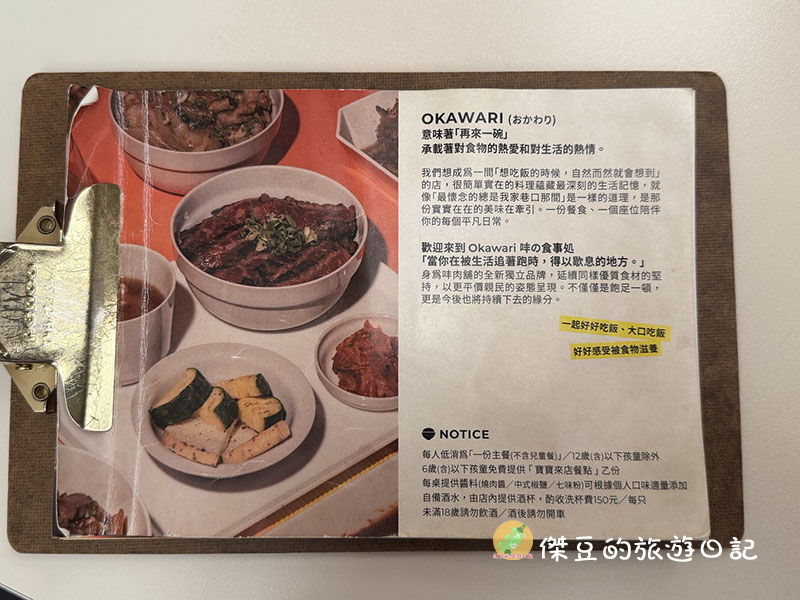 OKAWARI (おかわり)
意味著「再來一碗」
承載著對食物的熱愛和對生活的熱情。
我們想成為一間「想吃飯的時候，自然而然就會想到」
的店，很簡單實在的料理蘊藏最深刻的生活記憶，就
像「最懷念的總是我家巷口那間」是一樣的道理，是那
份實實在在的美味在牽引。一份餐食、一個座位陪伴
你的每個平凡日常。
歡迎來到 Okawari 㕩の食事処
「當你在被生活追著跑時，得以歇息的地方。」
身為㕩肉舖的全新獨立品牌，延續同樣優質食材的堅
持，以更平價親民的姿態呈現。不僅僅是飽足一頓，
更是今後也將持續下去的緣分。
一起好好吃飯、大口吃飯
好好感受被食物滋養
NOTICE
每人低消為「一份主餐(不含兒童餐)」／12歲(含)以下孩童除外
6歲(含)以下孩童免費提供「寶寶來店餐點」乙份
每桌提供醬料(燒肉醬／中式椒鹽／七味粉)可根據個人口味適量添加
自備酒水，由店內提供酒杯，酌收洗杯費150元／每只
未滿18歲請勿飲酒／酒後請勿開車
傑豆的旅遊日記